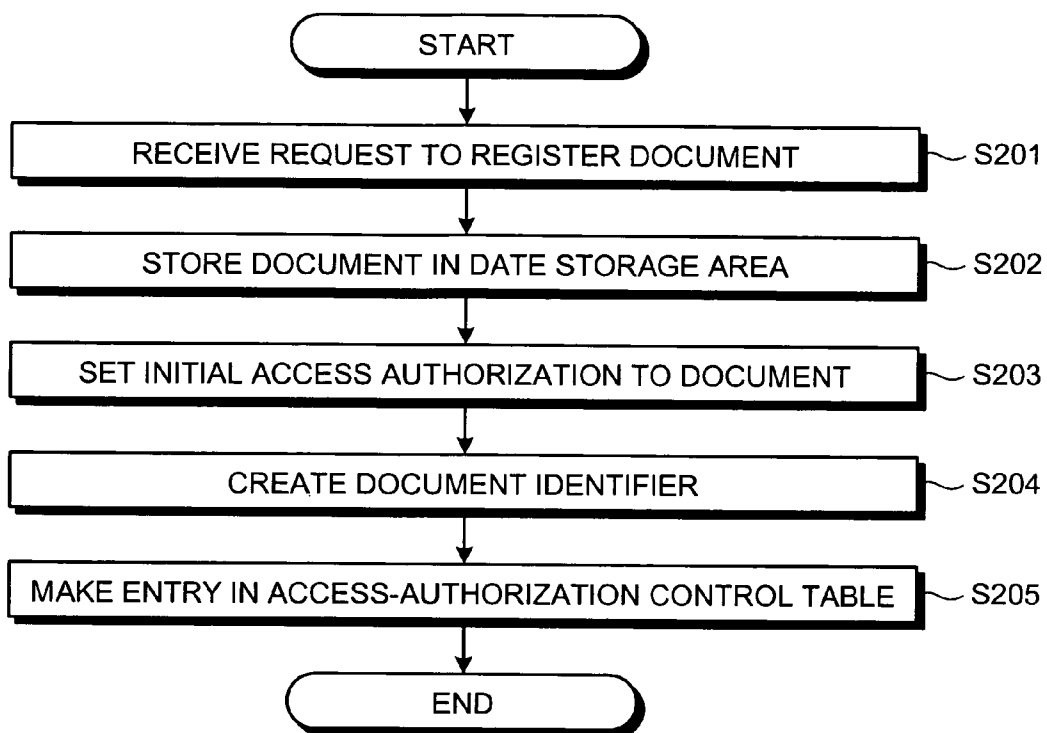 START
RECEIVE REQUEST TO REGISTER DOCUMENT S201
STORE DOCUMENT IN DATE STORAGE AREA S202
SET INITIAL ACCESS AUTHORIZATION TO DOCUMENT S203
CREATE DOCUMENT IDENTIFIER S204
MAKE ENTRY IN ACCESS-AUTHORIZATION CONTROL TABLE S205
END